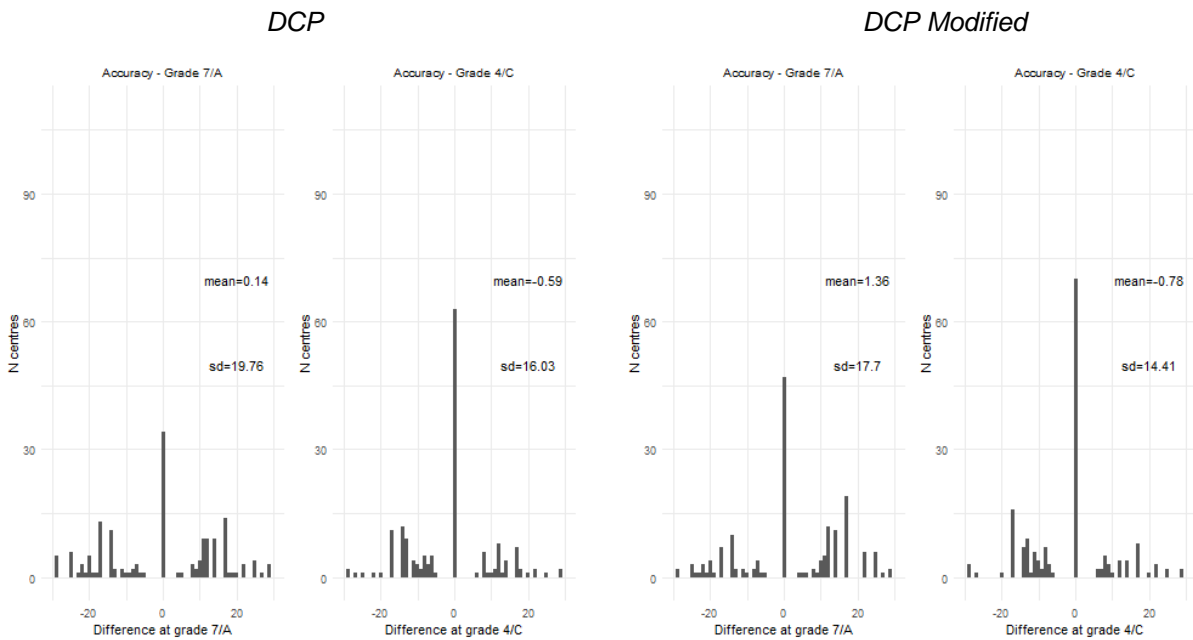 DCP
DCP Modified
Accuracy - Grade 7/A
Accuracy - Grade 4/C
Accuracy - Grade 7/A
Accuracy - Grade 4/C
N centres
90
60
30
0
mean=0.14
sd=19.76
-20
0
20
Difference at grade 7/A
N centres
90
60
30
0
mean=-0.59
sd=16.03
-20
0
20
Difference at grade 4/C
N centres
90
60
30
0
mean=1.36
sd=17.7
-20
0
20
Difference at grade 7/A
N centres
90
60
30
0
mean=-0.78
sd=14.41
-20
0
20
Difference at grade 4/C